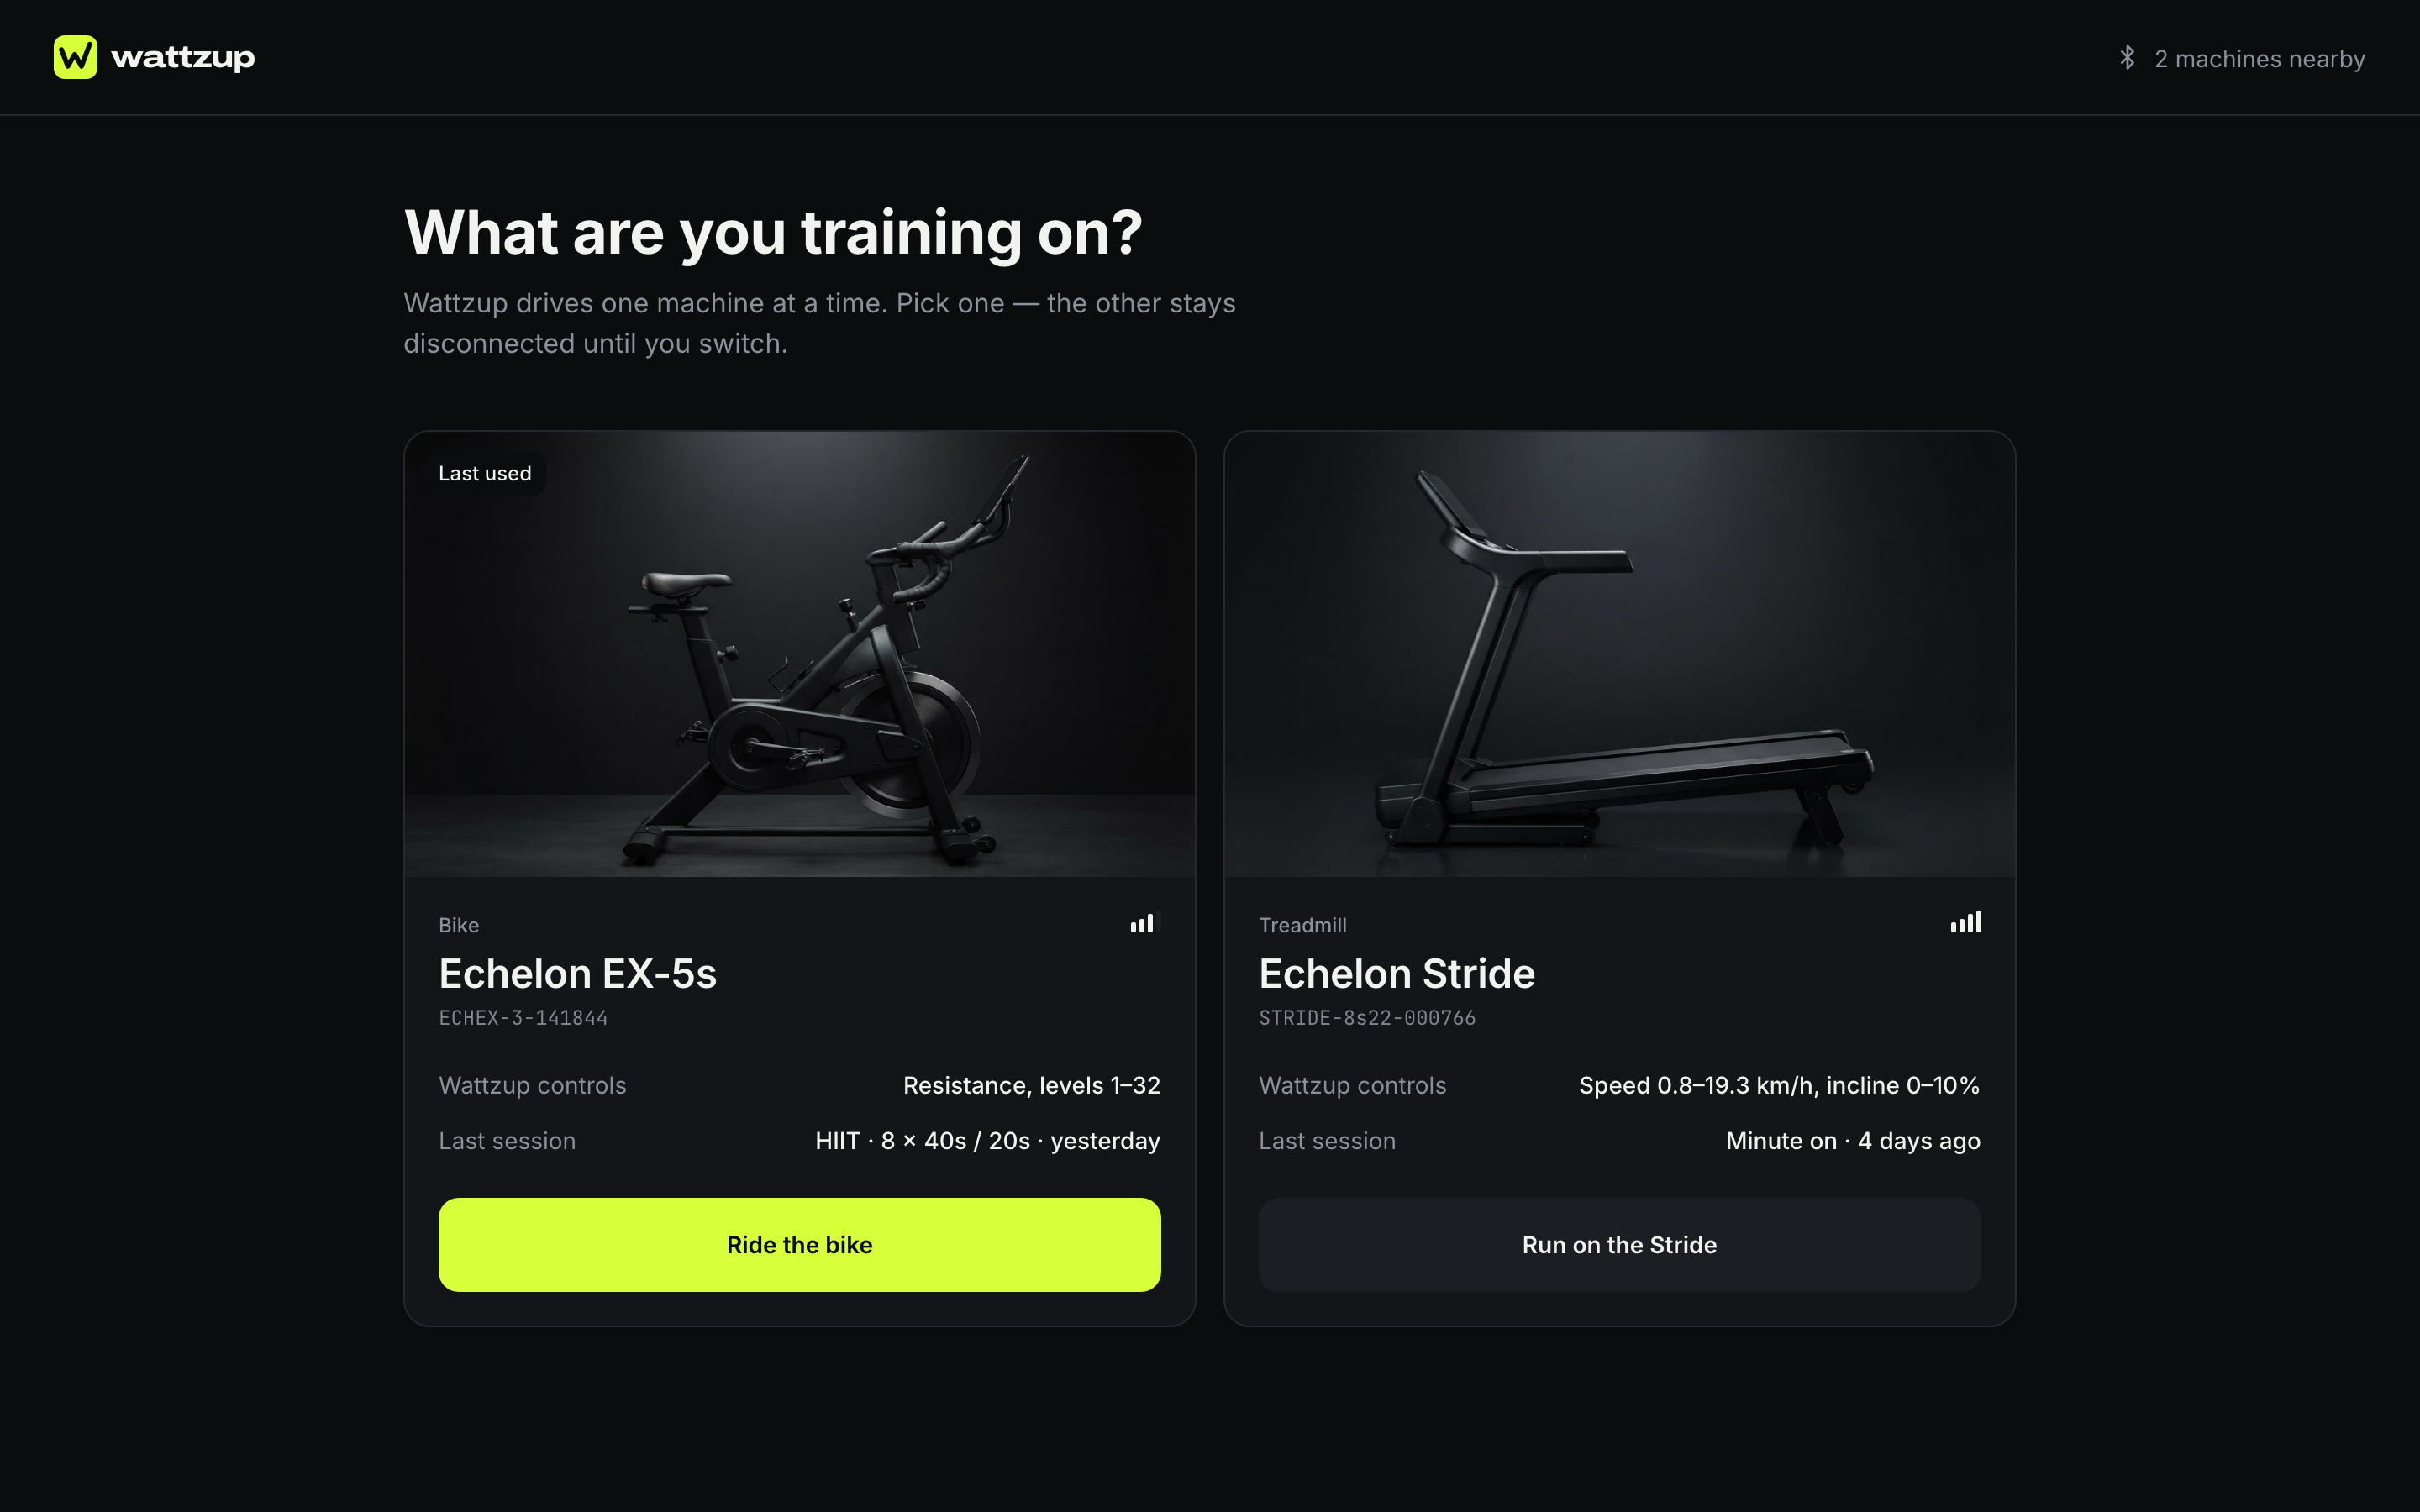 wattzup
2 machines nearby
What are you training on?
Wattzup drives one machine at a time. Pick one — the other stays
disconnected until you switch.
Last used
Bike
Echelon EX-5s
ECHEX-3-141844
Wattzup controls
Resistance, levels 1–32
Last session
HIIT · 8 × 40s / 20s · yesterday
Ride the bike
Treadmill
Echelon Stride
STRIDE-8s22-000766
Wattzup controls
Speed 0.8–19.3 km/h, incline 0–10%
Last session
Minute on · 4 days ago
Run on the Stride